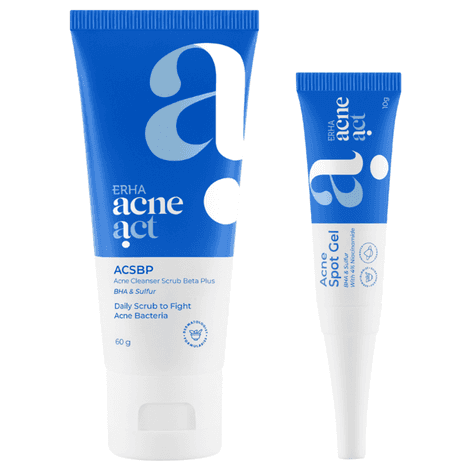 a.
ERHA
acne
act
ACSBP
Acne Cleanser Scrub Beta Plus
BHA & Sulfur
Daily Scrub to Fight
Acne Bacteria
60 g
a.
10g
ERHA
acne
act
Acne
Spot Gel
BHA & Sulfur
With 4% Niacinamide